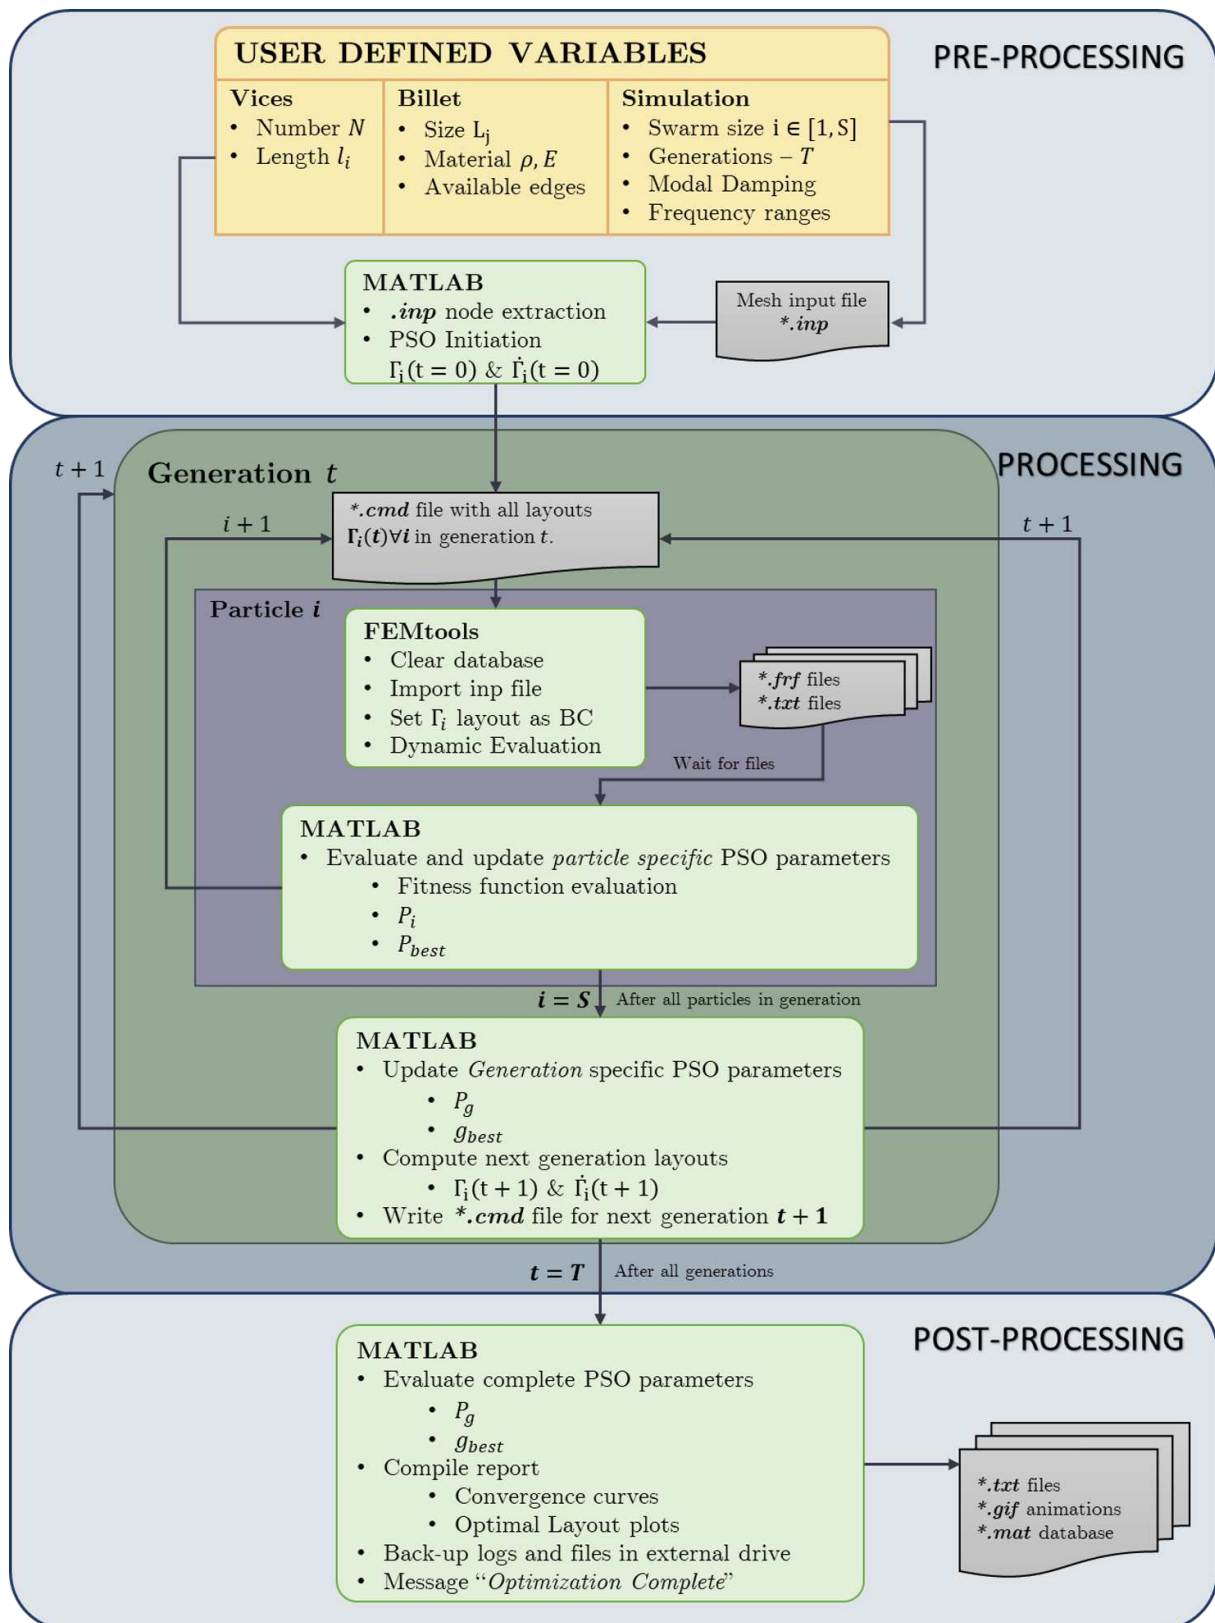 USER DEFINED VARIABLES
PRE-PROCESSING
Vices
• Number N
• Length lᵢ
Billet
• Size Lⱼ
• Material ρ, E
• Available edges
Simulation
• Swarm size i ∈ [1, S]
• Generations – T
• Modal Damping
• Frequency ranges
MATLAB
• .inp node extraction
• PSO Initiation
Γᵢ(t = 0) & Γ̇ᵢ(t = 0)
Mesh input file
*.inp
PROCESSING
t + 1
Generation t
i + 1
*.cmd file with all layouts
Γᵢ(t)∀i in generation t.
t + 1
Particle i
FEMtools
• Clear database
• Import inp file
• Set Γᵢ layout as BC
• Dynamic Evaluation
*.frf files
*.txt files
Wait for files
MATLAB
• Evaluate and update particle specific PSO parameters
• Fitness function evaluation
• Pᵢ
• P_best
i = S After all particles in generation
MATLAB
• Update Generation specific PSO parameters
• P_g
• g_best
• Compute next generation layouts
• Γᵢ(t + 1) & Γ̇ᵢ(t + 1)
• Write *.cmd file for next generation t + 1
t = T After all generations
POST-PROCESSING
MATLAB
• Evaluate complete PSO parameters
• P_g
• g_best
• Compile report
• Convergence curves
• Optimal Layout plots
• Back-up logs and files in external drive
• Message “Optimization Complete”
*.txt files
*.gif animations
*.mat database